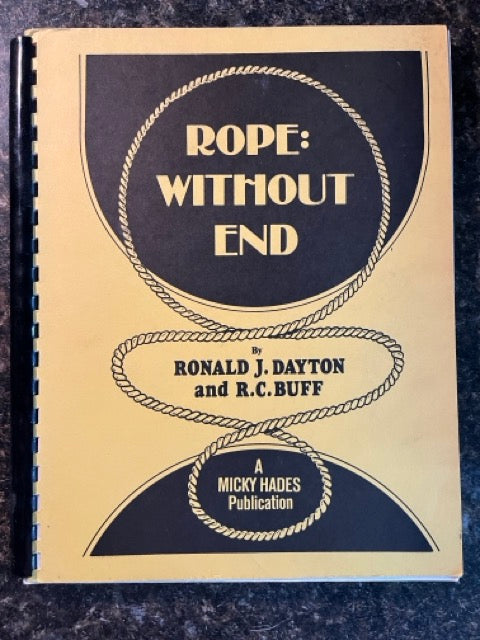 ROPE:
WITHOUT
END
By
RONALD J. DAYTON
and R.C. BUFF
A
MICKY HADES
Publication